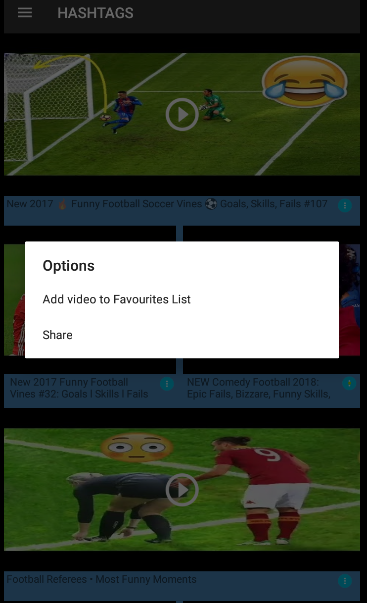 HASHTAGS
New 2017 🔥 Funny Football Soccer Vines ⚽ Goals, Skills, Fails #107
Options
Add video to Favourites List
Share
New 2017 Funny Football
Vines #32: Goals l Skills l Fails
NEW Comedy Football 2018:
Epic Fails, Bizzare, Funny Skills,
9
Football Referees • Most Funny Moments